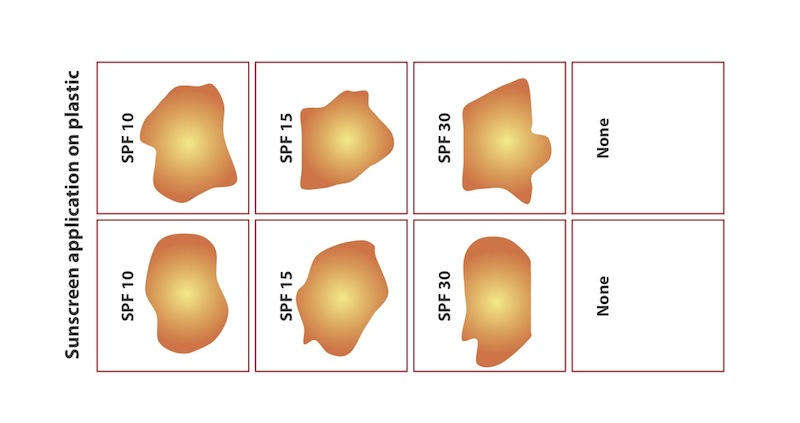 Sunscreen application on plastic
SPF 10
SPF 15
SPF 30
None
SPF 10
SPF 15
SPF 30
None